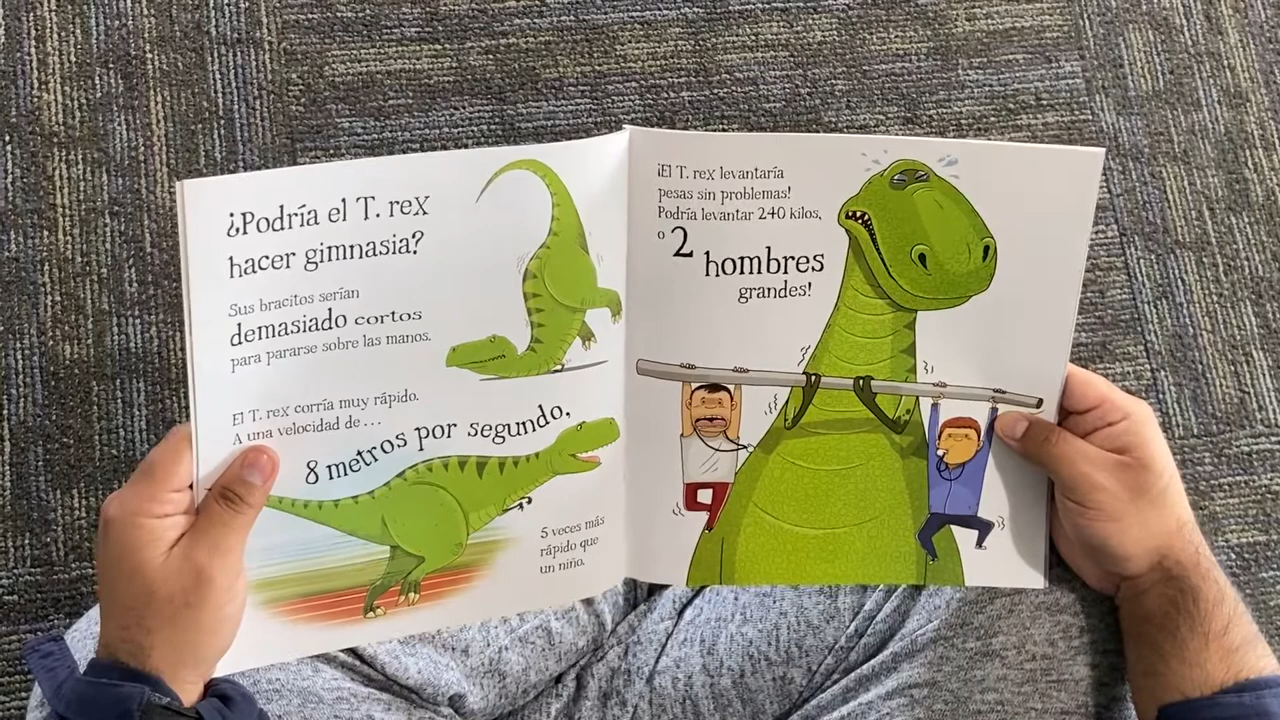 ¿Podría el T. rex
hacer gimnasia?
Sus bracitos serían
demasiado cortos
para pararse sobre las manos.
El T. rex corría muy rápido.
A una velocidad de...
8 metros por segundo,
5 veces más
rápido que
un niño.
¡El T. rex levantaría
pesas sin problemas!
Podría levantar 240 kilos,
o 2 hombres
grandes!